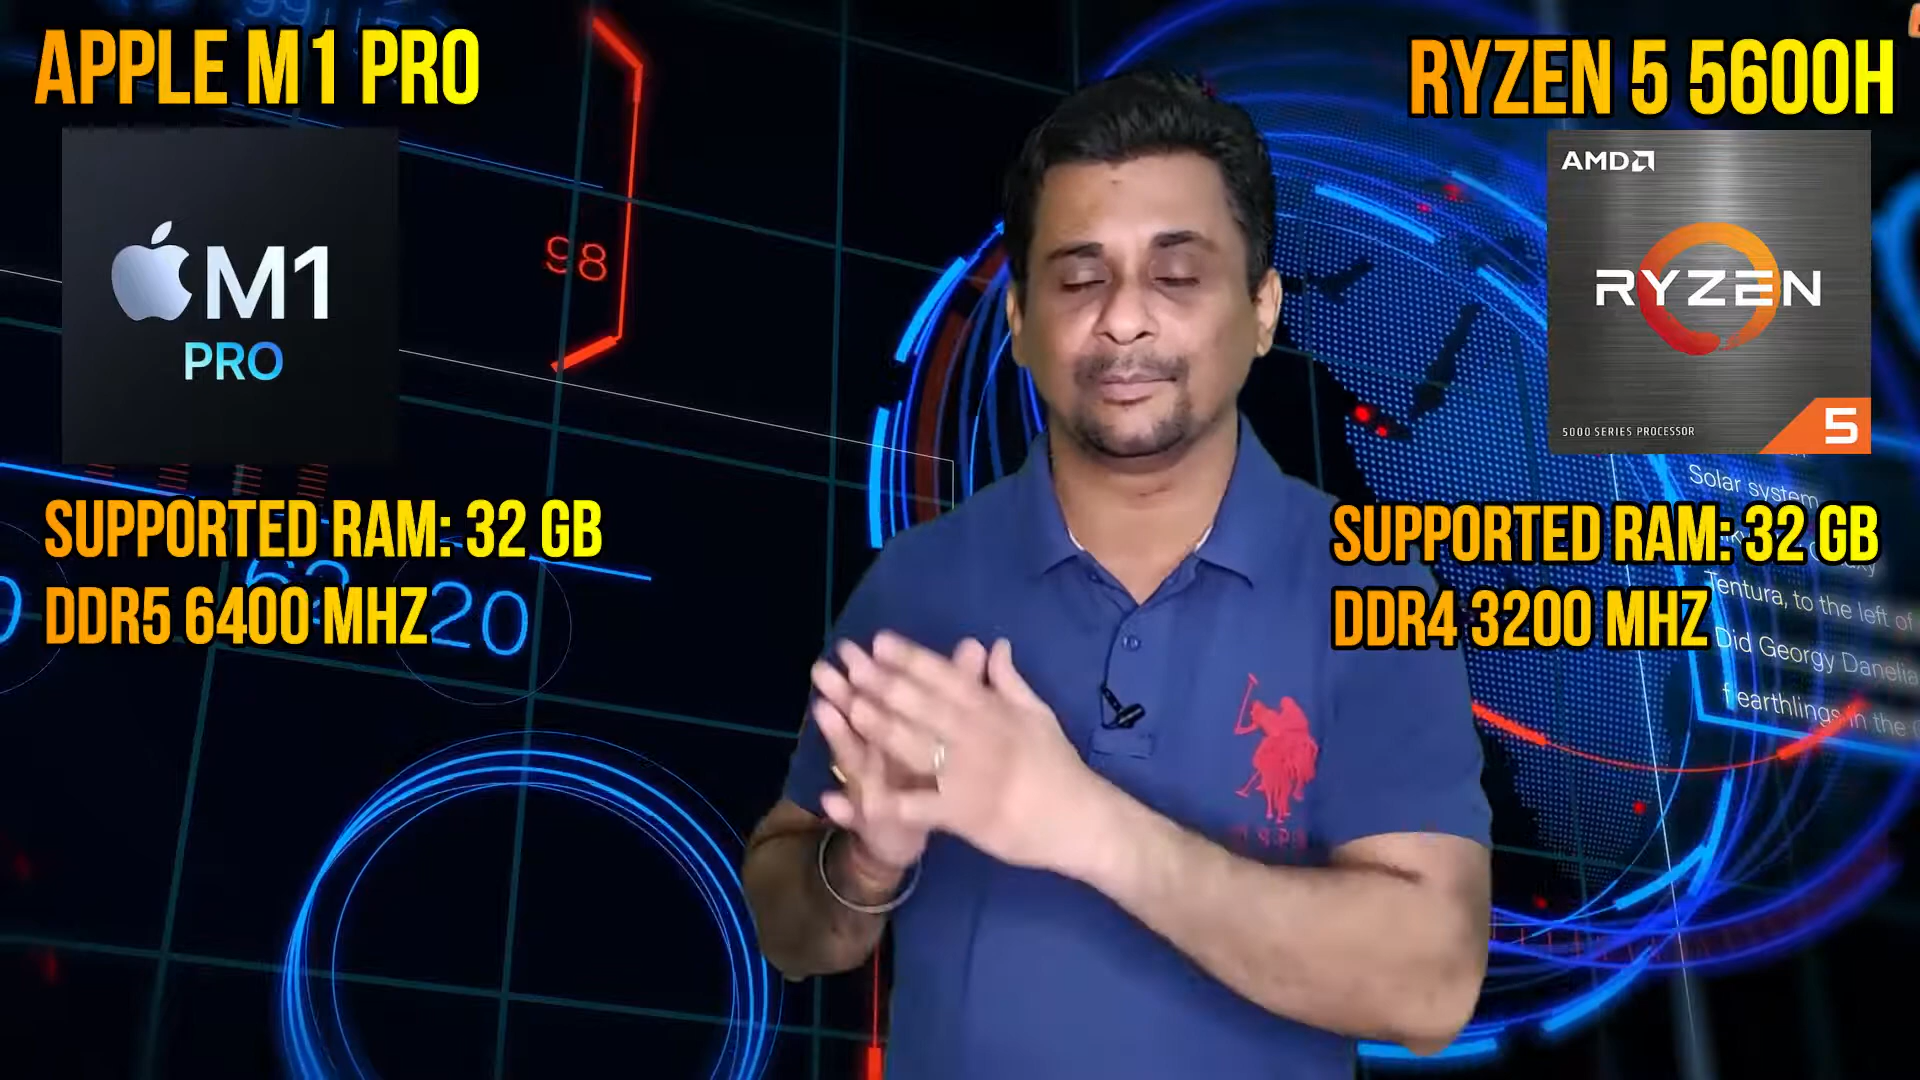 APPLE M1 PRO
M1
PRO
SUPPORTED RAM: 32 GB
DDR5 6400 MHZ
98
20
RYZEN 5 5600H
AMD
RYZEN
5000 SERIES PROCESSOR
5
Solar system
SUPPORTED RAM: 32 GB
DDR4 3200 MHZ
Tentura, to the left of
Did Georgy Danelia
f earthlings in the